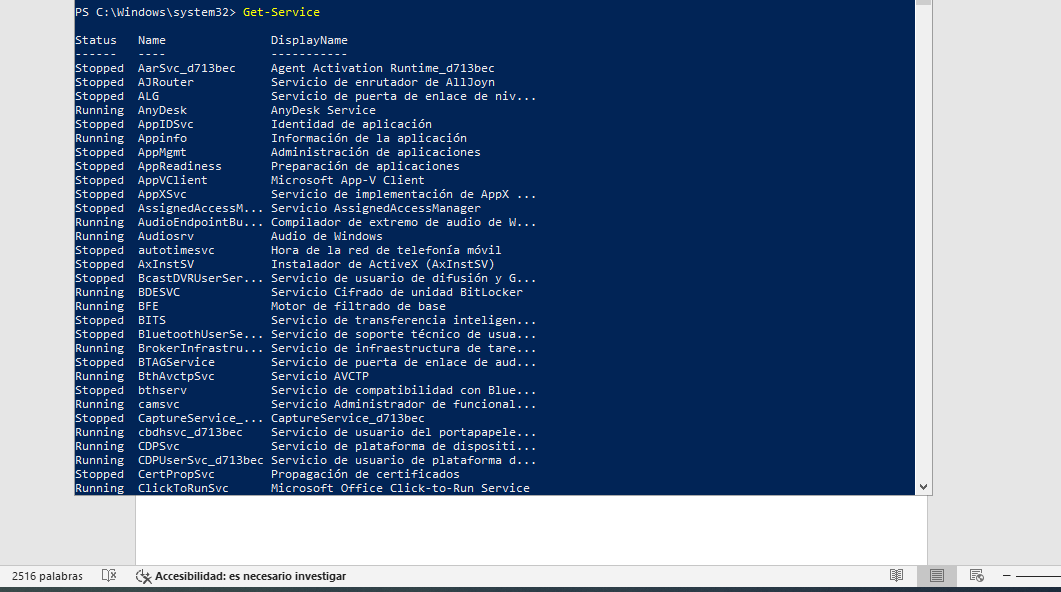 PS C:\Windows\system32> Get-Service
Status Name DisplayName
------ ---- -----------
Stopped AarSvc_d713bec Agent Activation Runtime_d713bec
Stopped AJRouter Servicio de enrutador de AllJoyn
Stopped ALG Servicio de puerta de enlace de niv...
Running AnyDesk AnyDesk Service
Stopped AppIDSvc Identidad de aplicación
Running Appinfo Información de la aplicación
Stopped AppMgmt Administración de aplicaciones
Stopped AppReadiness Preparación de aplicaciones
Stopped AppVClient Microsoft App-V Client
Stopped AppXSvc Servicio de implementación de AppX ...
Stopped AssignedAccessM... Servicio AssignedAccessManager
Running AudioEndpointBu... Compilador de extremo de audio de W...
Running Audiosrv Audio de Windows
Stopped autotimesvc Hora de la red de telefonía móvil
Stopped AxInstSV Instalador de ActiveX (AxInstSV)
Stopped BcastDVRUserSer... Servicio de usuario de difusión y G...
Running BDESVC Servicio Cifrado de unidad BitLocker
Running BFE Motor de filtrado de base
Stopped BITS Servicio de transferencia inteligen...
Stopped BluetoothUserSe... Servicio de soporte técnico de usua...
Running BrokerInfrastru... Servicio de infraestructura de tare...
Stopped BTAGService Servicio de puerta de enlace de aud...
Running BthAvctpSvc Servicio AVCTP
Stopped bthserv Servicio de compatibilidad con Blue...
Running camsvc Servicio Administrador de funcional...
Stopped CaptureService_... CaptureService_d713bec
Running cbdhsvc_d713bec Servicio de usuario del portapapele...
Running CDPSvc Servicio de plataforma de dispositi...
Running CDPUserSvc_d713bec Servicio de usuario de plataforma d...
Stopped CertPropSvc Propagación de certificados
Running ClickToRunSvc Microsoft Office Click-to-Run Service
2516 palabras Accesibilidad: es necesario investigar